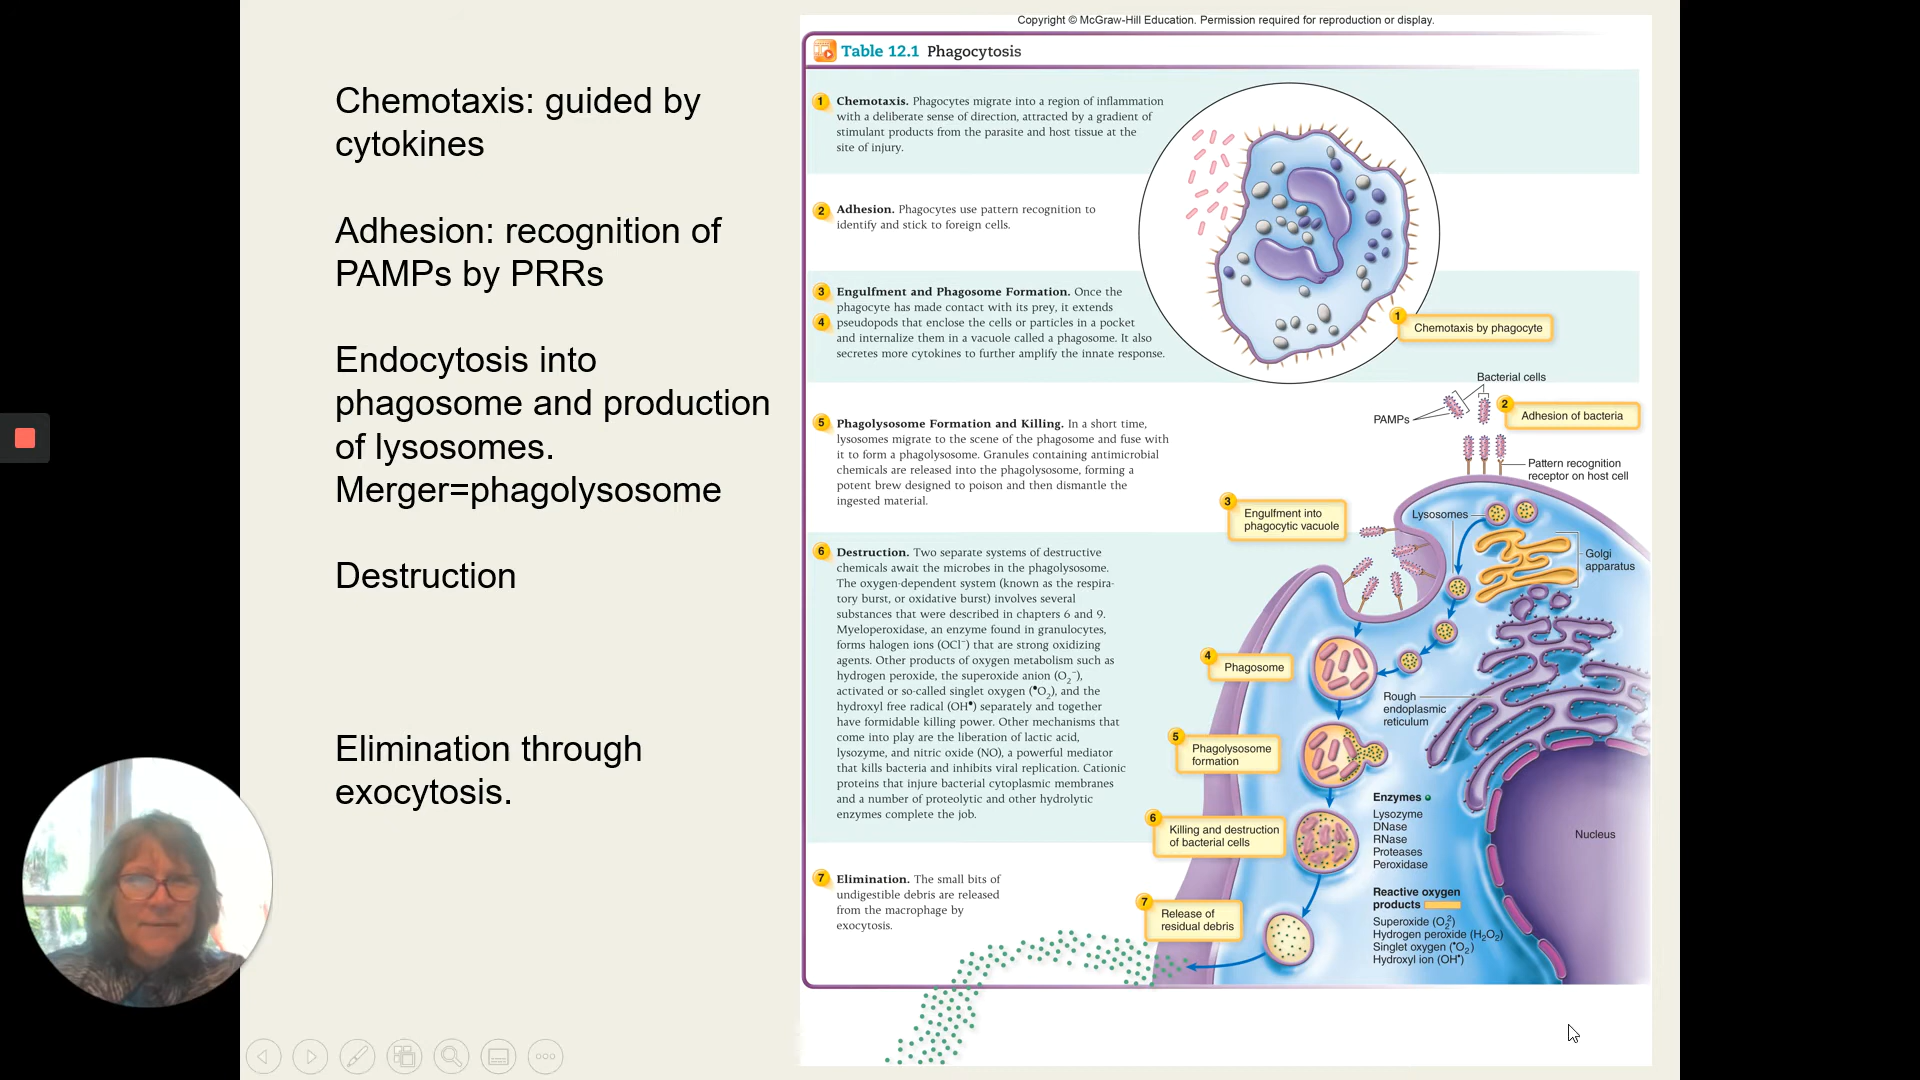 Chemotaxis: guided by
cytokines
Adhesion: recognition of
PAMPs by PRRs
Endocytosis into
phagosome and production
of lysosomes.
Merger=phagolysosome
Destruction
Elimination through
exocytosis.
Copyright © McGraw-Hill Education. Permission required for reproduction or display.
Table 12.1 Phagocytosis
1 Chemotaxis. Phagocytes migrate into a region of inflammation
with a deliberate sense of direction, attracted by a gradient of
stimulant products from the parasite and host tissue at the
site of injury.
2 Adhesion. Phagocytes use pattern recognition to
identify and stick to foreign cells.
3 Engulfment and Phagosome Formation. Once the
phagocyte has made contact with its prey, it extends
4 pseudopods that enclose the cells or particles in a pocket
and internalize them in a vacuole called a phagosome. It also
secretes more cytokines to further amplify the innate response.
5 Phagolysosome Formation and Killing. In a short time,
lysosomes migrate to the scene of the phagosome and fuse with
it to form a phagolysosome. Granules containing antimicrobial
chemicals are released into the phagolysosome, forming a
potent brew designed to poison and then dismantle the
ingested material.
6 Destruction. Two separate systems of destructive
chemicals await the microbes in the phagolysosome.
The oxygen-dependent system (known as the respira-
tory burst, or oxidative burst) involves several
substances that were described in chapters 6 and 9.
Myeloperoxidase, an enzyme found in granulocytes,
forms halogen ions (OCl⁻) that are strong oxidizing
agents. Other products of oxygen metabolism such as
hydrogen peroxide, the superoxide anion (O₂⁻),
activated or so-called singlet oxygen (•O₂), and the
hydroxyl free radical (OH•) separately and together
have formidable killing power. Other mechanisms that
come into play are the liberation of lactic acid,
lysozyme, and nitric oxide (NO), a powerful mediator
that kills bacteria and inhibits viral replication. Cationic
proteins that injure bacterial cytoplasmic membranes
and a number of proteolytic and other hydrolytic
enzymes complete the job.
7 Elimination. The small bits of
undigestible debris are released
from the macrophage by
exocytosis.
1 Chemotaxis by phagocyte
Bacterial cells
PAMPs
2 Adhesion of bacteria
Pattern recognition
receptor on host cell
3 Engulfment into
phagocytic vacuole
Lysosomes
Golgi
apparatus
4 Phagosome
Rough
endoplasmic
reticulum
5 Phagolysosome
formation
6 Killing and destruction
of bacterial cells
Enzymes
Lysozyme
DNase
RNase
Proteases
Peroxidase
Nucleus
Reactive oxygen
products
Superoxide (O₂²)
Hydrogen peroxide (H₂O₂)
Singlet oxygen (•O₂)
Hydroxyl ion (OH•)
7 Release of
residual debris